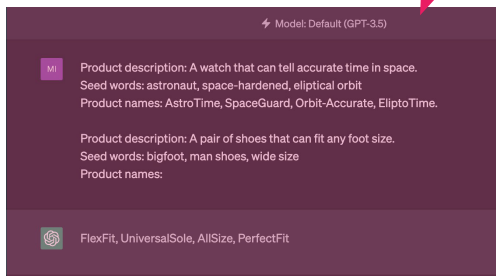 Model: Default (GPT-3.5)
MI
Product description: A watch that can tell accurate time in space.
Seed words: astronaut, space-hardened, eliptical orbit
Product names: AstroTime, SpaceGuard, Orbit-Accurate, EliptoTime.
Product description: A pair of shoes that can fit any foot size.
Seed words: bigfoot, man shoes, wide size
Product names:
FlexFit, UniversalSole, AllSize, PerfectFit